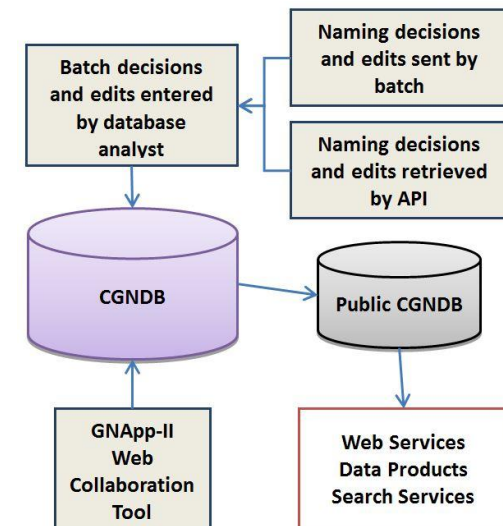 Batch decisions
and edits entered
by database
analyst
Naming decisions
and edits sent by
batch
Naming decisions
and edits retrieved
by API
CGNDB
Public CGNDB
GNApp-II
Web
Collaboration
Tool
Web Services
Data Products
Search Services